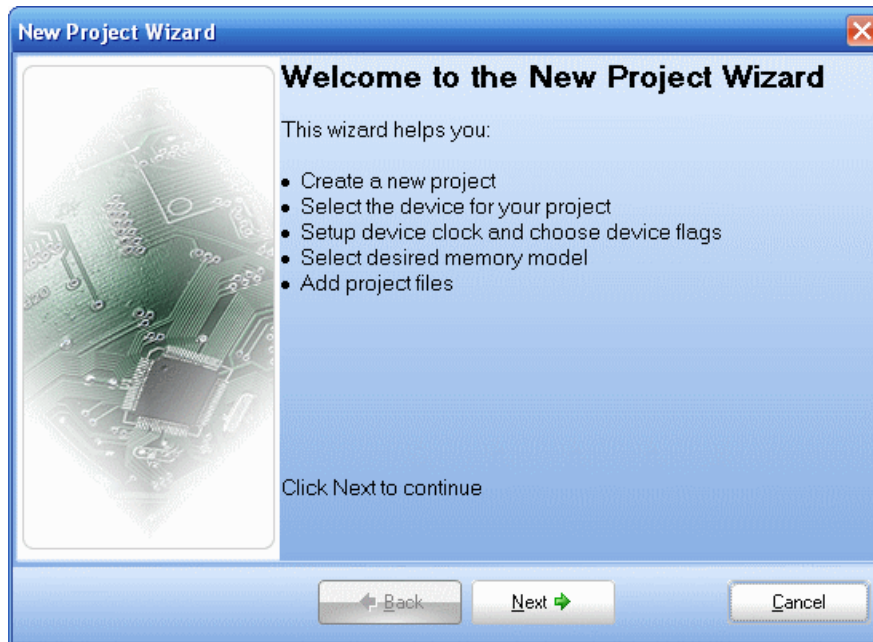 New Project Wizard
Welcome to the New Project Wizard
This wizard helps you:
• Create a new project
• Select the device for your project
• Setup device clock and choose device flags
• Select desired memory model
• Add project files
Click Next to continue
Back
Next
Cancel